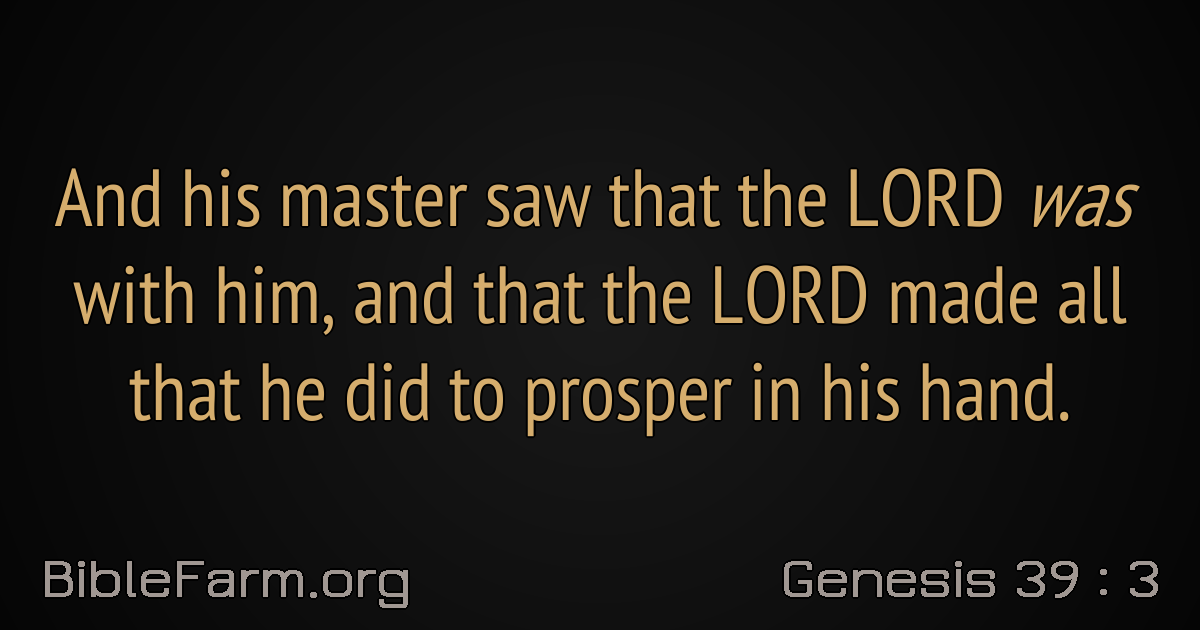 And his master saw that the LORD was
with him, and that the LORD made all
that he did to prosper in his hand.
BibleFarm.org
Genesis 39 : 3